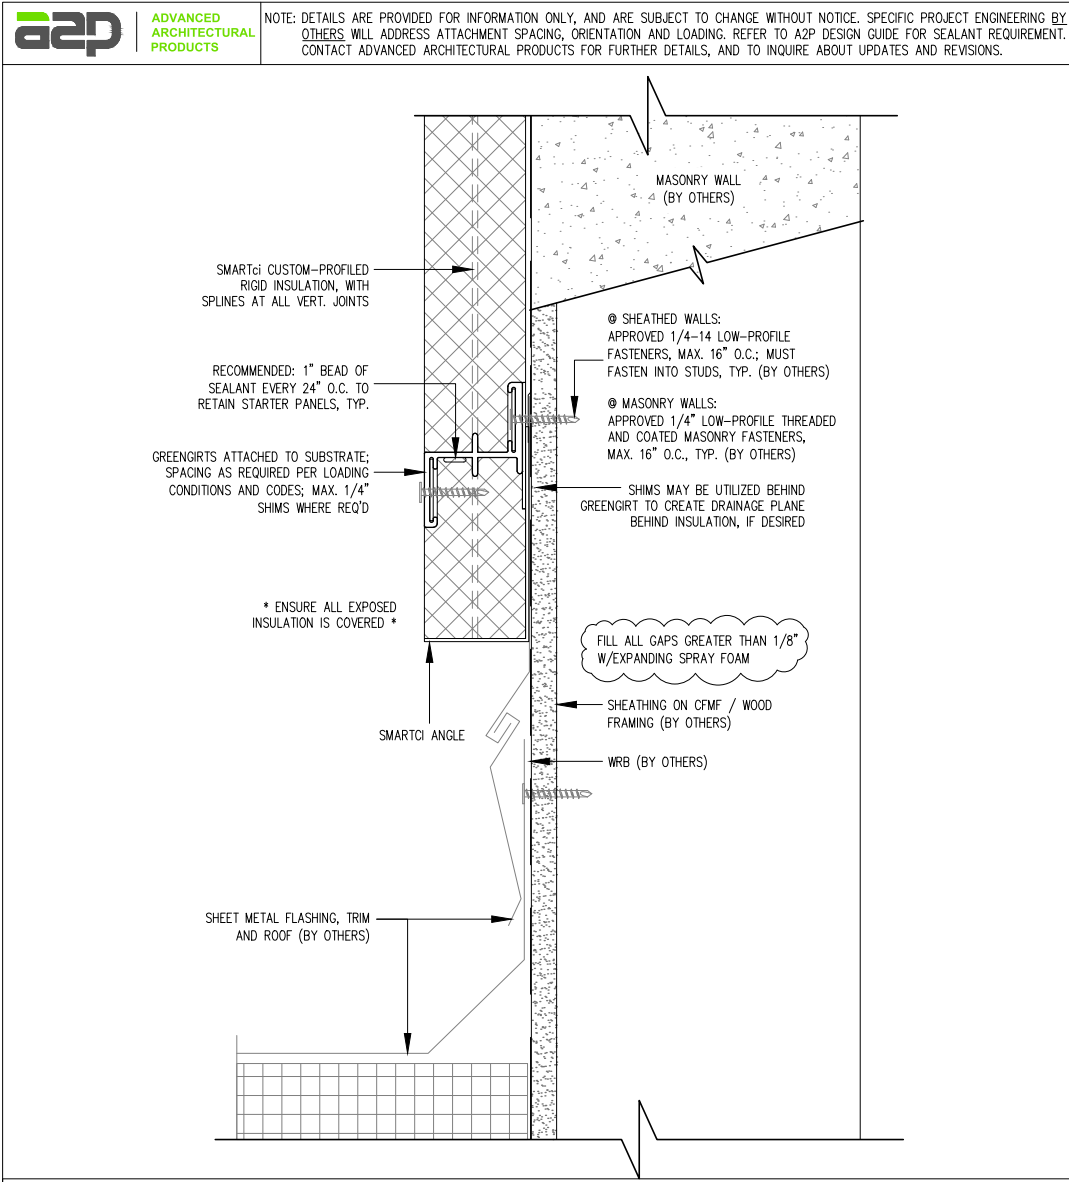 a2p
ADVANCED
ARCHITECTURAL
PRODUCTS
NOTE: DETAILS ARE PROVIDED FOR INFORMATION ONLY, AND ARE SUBJECT TO CHANGE WITHOUT NOTICE. SPECIFIC PROJECT ENGINEERING BY
OTHERS WILL ADDRESS ATTACHMENT SPACING, ORIENTATION AND LOADING. REFER TO A2P DESIGN GUIDE FOR SEALANT REQUIREMENT.
CONTACT ADVANCED ARCHITECTURAL PRODUCTS FOR FURTHER DETAILS, AND TO INQUIRE ABOUT UPDATES AND REVISIONS.
MASONRY WALL
(BY OTHERS)
SMARTci CUSTOM-PROFILED
RIGID INSULATION, WITH
SPLINES AT ALL VERT. JOINTS
@ SHEATHED WALLS:
APPROVED 1/4-14 LOW-PROFILE
FASTENERS, MAX. 16" O.C.; MUST
FASTEN INTO STUDS, TYP. (BY OTHERS)
RECOMMENDED: 1" BEAD OF
SEALANT EVERY 24" O.C. TO
RETAIN STARTER PANELS, TYP.
@ MASONRY WALLS:
APPROVED 1/4" LOW-PROFILE THREADED
AND COATED MASONRY FASTENERS,
MAX. 16" O.C., TYP. (BY OTHERS)
GREENGIRTS ATTACHED TO SUBSTRATE;
SPACING AS REQUIRED PER LOADING
CONDITIONS AND CODES; MAX. 1/4"
SHIMS WHERE REQ'D
SHIMS MAY BE UTILIZED BEHIND
GREENGIRT TO CREATE DRAINAGE PLANE
BEHIND INSULATION, IF DESIRED
* ENSURE ALL EXPOSED
INSULATION IS COVERED *
FILL ALL GAPS GREATER THAN 1/8"
W/EXPANDING SPRAY FOAM
SHEATHING ON CFMF / WOOD
FRAMING (BY OTHERS)
SMARTCI ANGLE
WRB (BY OTHERS)
SHEET METAL FLASHING, TRIM
AND ROOF (BY OTHERS)